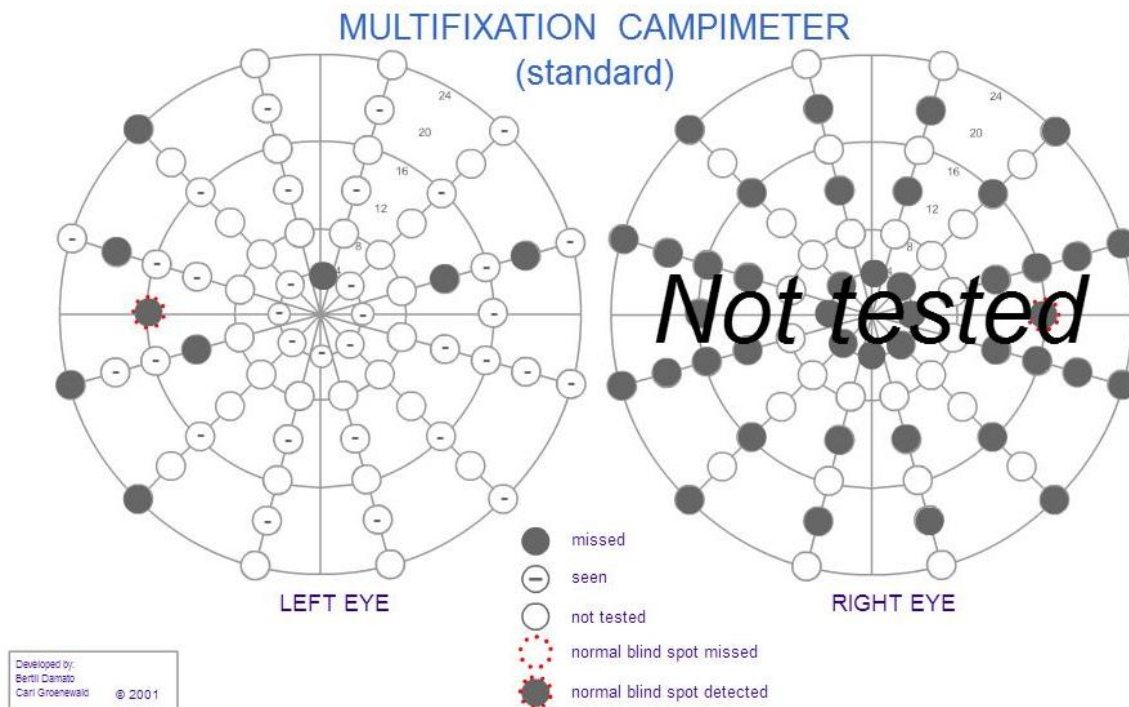 MULTIFIXATION CAMPIMETER
(standard)
24
20
16
12
8
4
24
20
16
12
8
4
Not tested
LEFT EYE
RIGHT EYE
missed
seen
not tested
normal blind spot missed
normal blind spot detected
Developed by:
Bertil Damato
Carl Groenewald © 2001